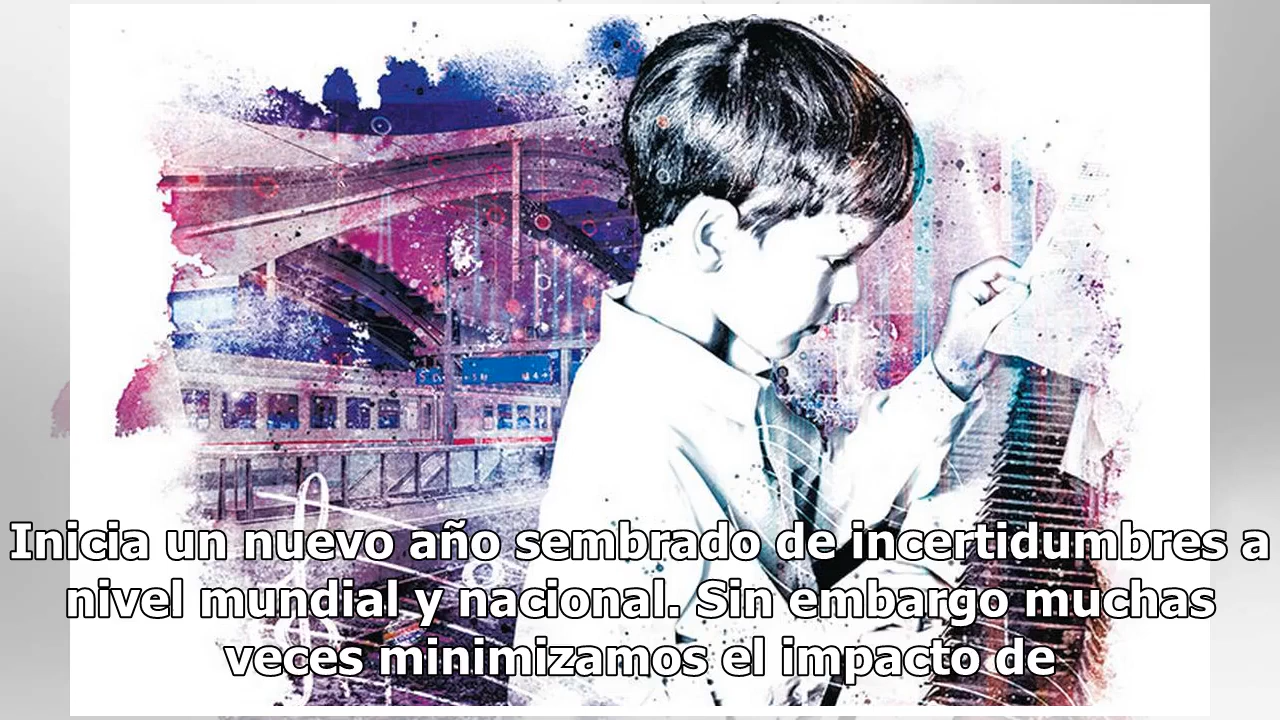 Inicia un nuevo año sembrado de incertidumbres a
nivel mundial y nacional. Sin embargo muchas
veces minimizamos el impacto de